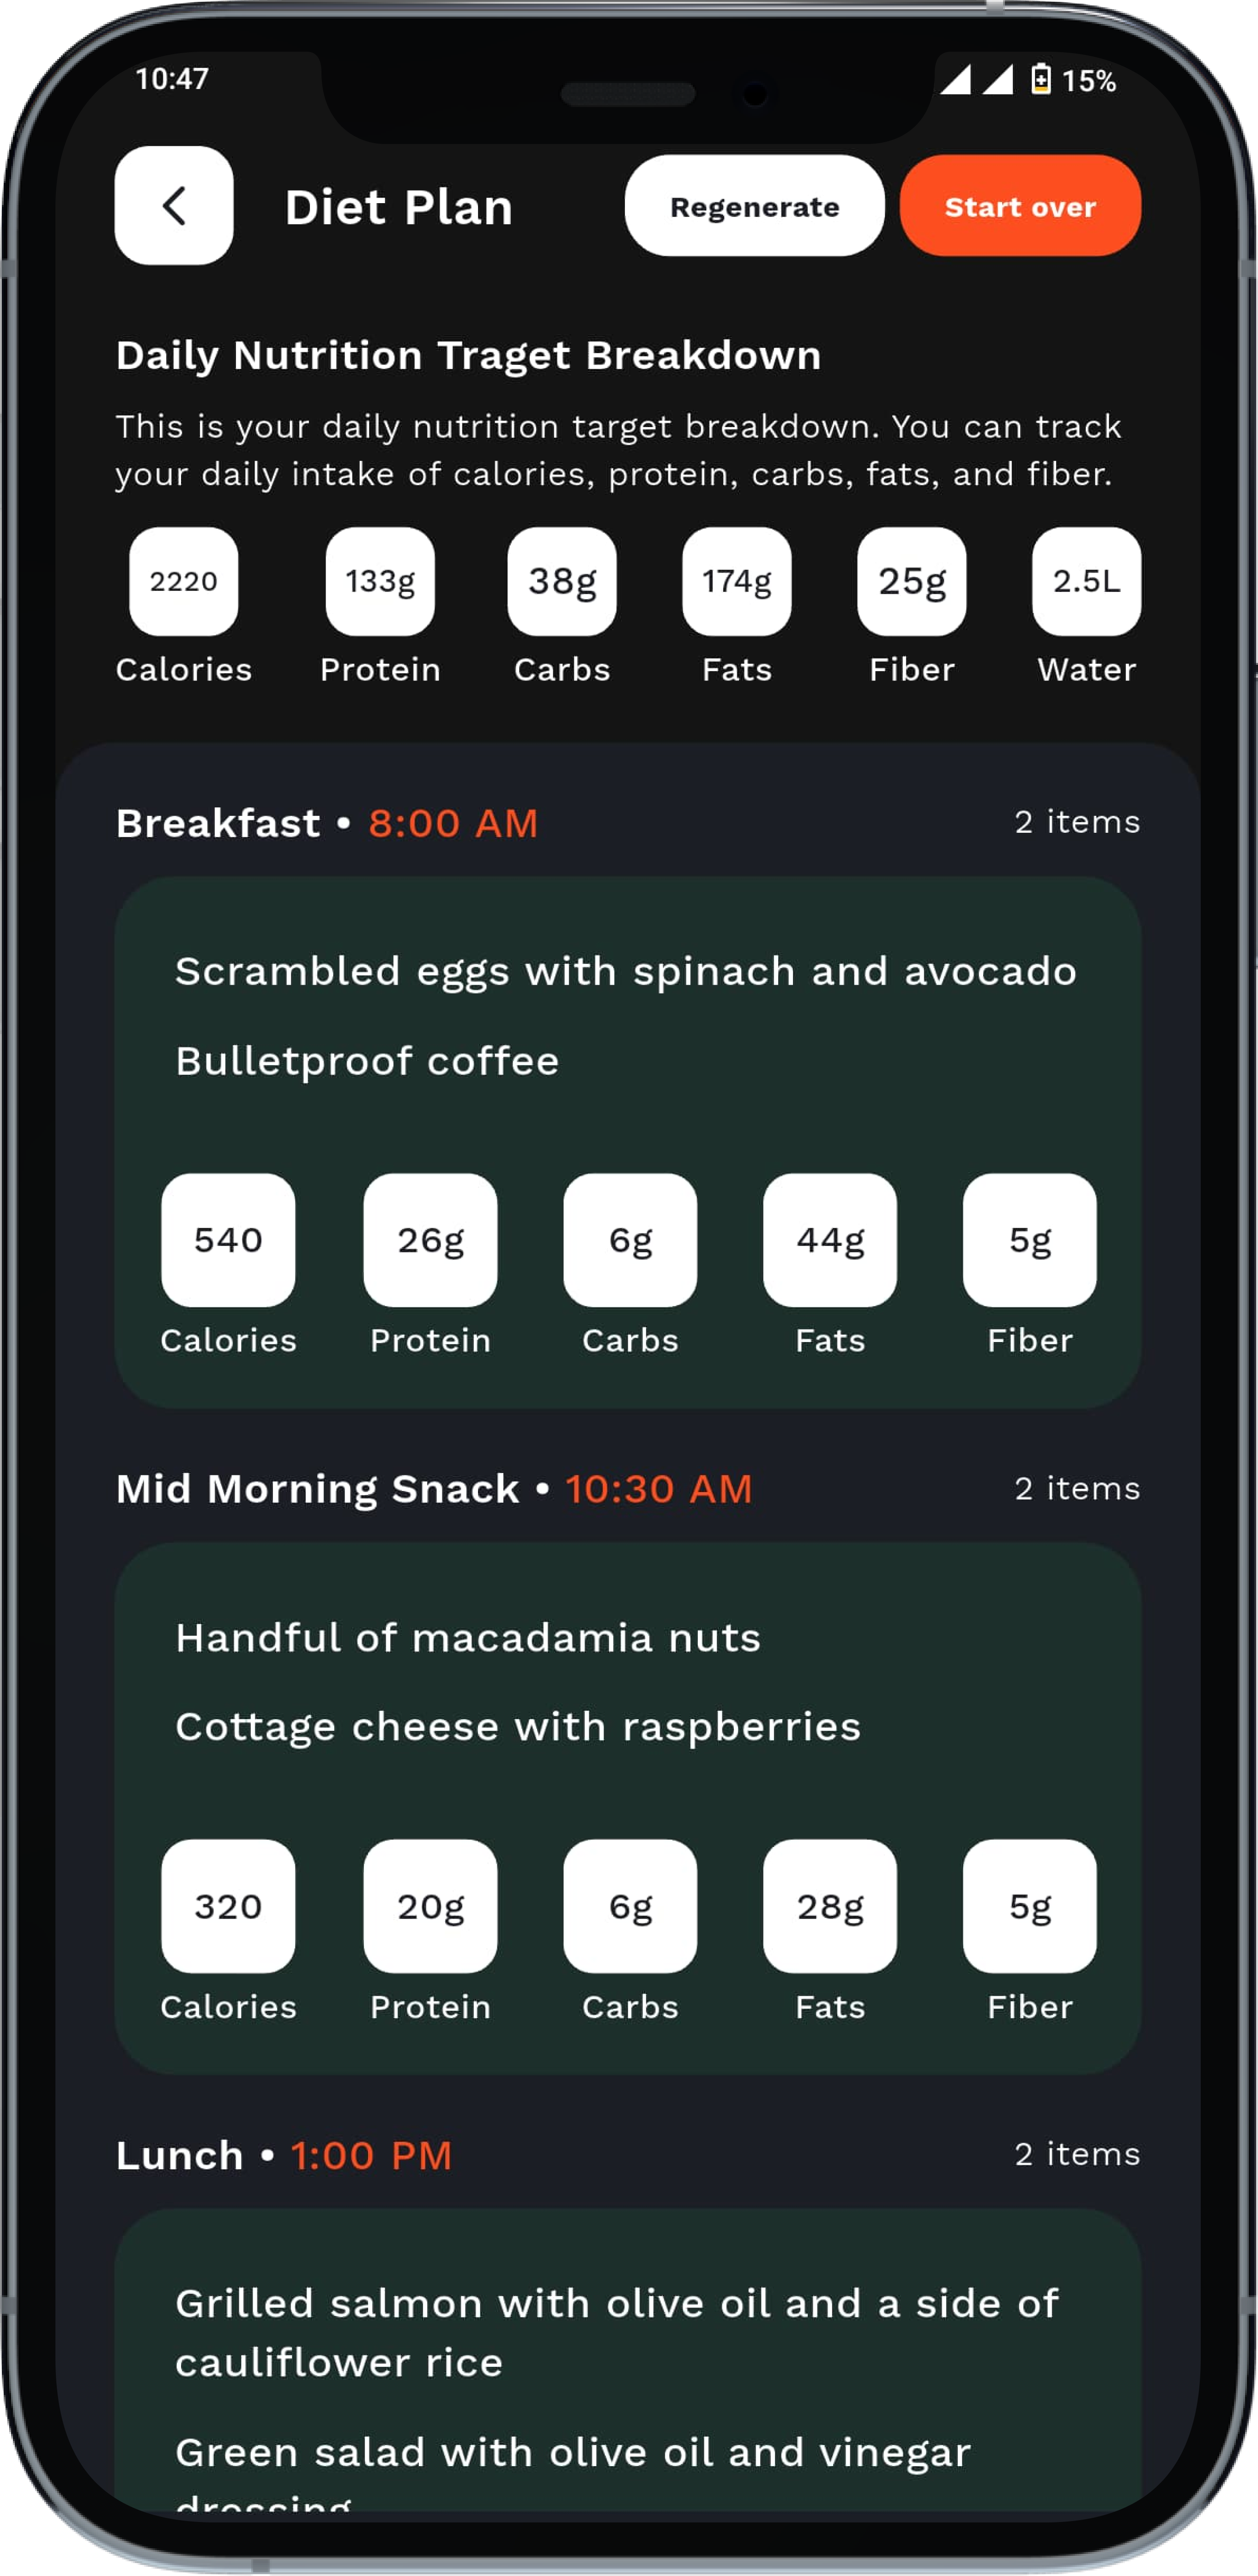 10:47
15%
Diet Plan
Regenerate
Start over
Daily Nutrition Traget Breakdown
This is your daily nutrition target breakdown. You can track
your daily intake of calories, protein, carbs, fats, and fiber.
2220 133g 38g 174g 25g 2.5L
Calories Protein Carbs Fats Fiber Water
Breakfast • 8:00 AM 2 items
Scrambled eggs with spinach and avocado
Bulletproof coffee
540 26g 6g 44g 5g
Calories Protein Carbs Fats Fiber
Mid Morning Snack • 10:30 AM 2 items
Handful of macadamia nuts
Cottage cheese with raspberries
320 20g 6g 28g 5g
Calories Protein Carbs Fats Fiber
Lunch • 1:00 PM 2 items
Grilled salmon with olive oil and a side of
cauliflower rice
Green salad with olive oil and vinegar
dressing